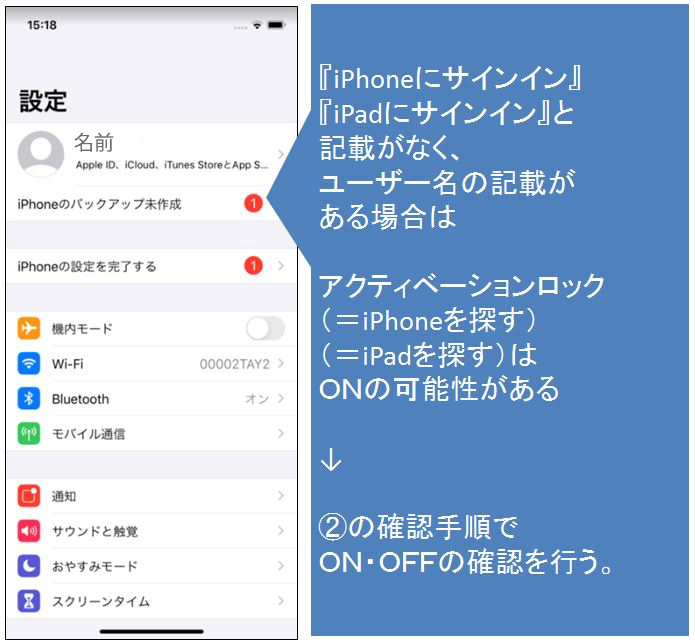 15:18
設定
名前
Apple ID、iCloud、iTunes StoreとApp S...
iPhoneのバックアップ未作成 1
iPhoneの設定を完了する 1
機内モード
Wi-Fi 00002TAY2
Bluetooth オン
モバイル通信
通知
サウンドと触覚
おやすみモード
スクリーンタイム
『iPhoneにサインイン』
『iPadにサインイン』と
記載がなく、
ユーザー名の記載が
ある場合は
アクティベーションロック
（＝iPhoneを探す）
（＝iPadを探す）は
ＯＮの可能性がある
↓
②の確認手順で
ＯＮ・ＯＦＦの確認を行う。